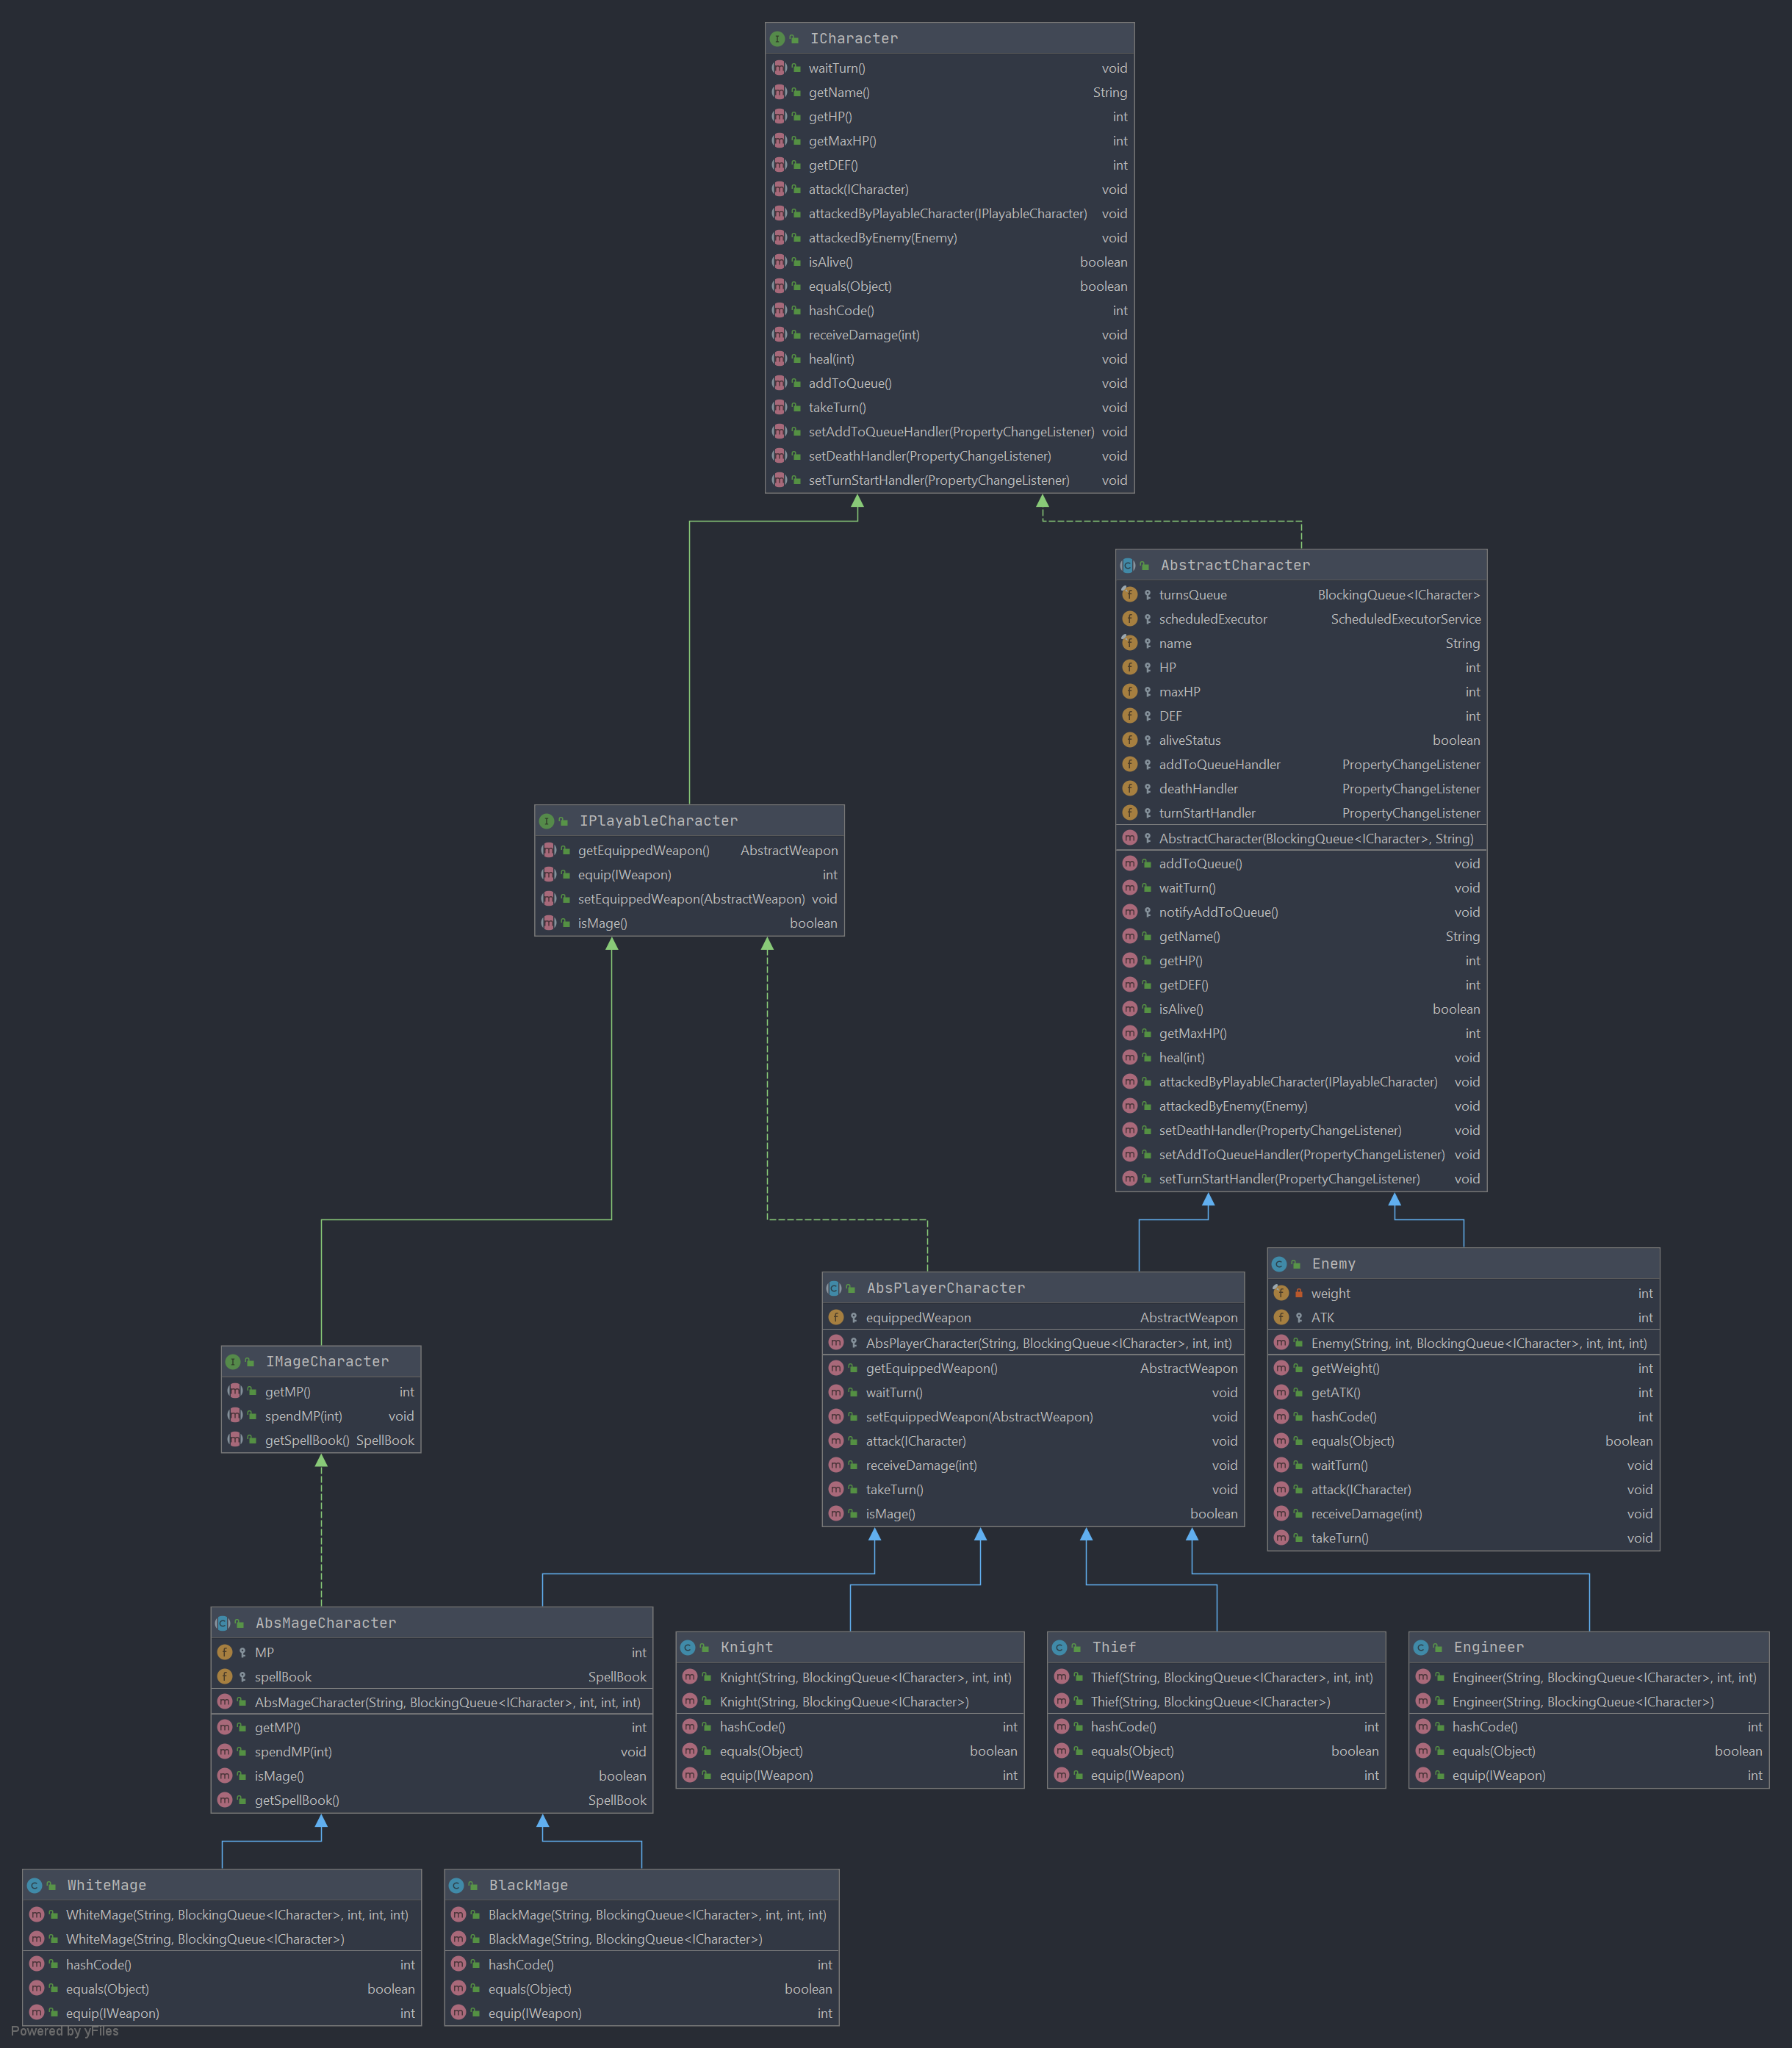 ICharacter
waitTurn() void
getName() String
getHP() int
getMaxHP() int
getDEF() int
attack(ICharacter) void
attackedByPlayableCharacter(IPlayableCharacter) void
attackedByEnemy(Enemy) void
isAlive() boolean
equals(Object) boolean
hashCode() int
receiveDamage(int) void
heal(int) void
addToQueue() void
takeTurn() void
setAddToQueueHandler(PropertyChangeListener) void
setDeathHandler(PropertyChangeListener) void
setTurnStartHandler(PropertyChangeListener) void
AbstractCharacter
turnsQueue BlockingQueue<ICharacter>
scheduledExecutor ScheduledExecutorService
name String
HP int
maxHP int
DEF int
aliveStatus boolean
addToQueueHandler PropertyChangeListener
deathHandler PropertyChangeListener
turnStartHandler PropertyChangeListener
AbstractCharacter(BlockingQueue<ICharacter>, String)
addToQueue() void
waitTurn() void
notifyAddToQueue() void
getName() String
getHP() int
getDEF() int
isAlive() boolean
getMaxHP() int
heal(int) void
attackedByPlayableCharacter(IPlayableCharacter) void
attackedByEnemy(Enemy) void
setDeathHandler(PropertyChangeListener) void
setAddToQueueHandler(PropertyChangeListener) void
setTurnStartHandler(PropertyChangeListener) void
IPlayableCharacter
getEquippedWeapon() AbstractWeapon
equip(IWeapon) int
setEquippedWeapon(AbstractWeapon) void
isMage() boolean
Enemy
weight int
ATK int
Enemy(String, int, BlockingQueue<ICharacter>, int, int, int)
getWeight() int
getATK() int
hashCode() int
equals(Object) boolean
waitTurn() void
attack(ICharacter) void
receiveDamage(int) void
takeTurn() void
AbsPlayerCharacter
equippedWeapon AbstractWeapon
AbsPlayerCharacter(String, BlockingQueue<ICharacter>, int, int)
getEquippedWeapon() AbstractWeapon
waitTurn() void
setEquippedWeapon(AbstractWeapon) void
attack(ICharacter) void
receiveDamage(int) void
takeTurn() void
isMage() boolean
IMageCharacter
getMP() int
spendMP(int) void
getSpellBook() SpellBook
AbsMageCharacter
MP int
spellBook SpellBook
AbsMageCharacter(String, BlockingQueue<ICharacter>, int, int, int)
getMP() int
spendMP(int) void
isMage() boolean
getSpellBook() SpellBook
Knight
Knight(String, BlockingQueue<ICharacter>, int, int)
Knight(String, BlockingQueue<ICharacter>)
hashCode() int
equals(Object) boolean
equip(IWeapon) int
Thief
Thief(String, BlockingQueue<ICharacter>, int, int)
Thief(String, BlockingQueue<ICharacter>)
hashCode() int
equals(Object) boolean
equip(IWeapon) int
Engineer
Engineer(String, BlockingQueue<ICharacter>, int, int)
Engineer(String, BlockingQueue<ICharacter>)
hashCode() int
equals(Object) boolean
equip(IWeapon) int
WhiteMage
WhiteMage(String, BlockingQueue<ICharacter>, int, int, int)
WhiteMage(String, BlockingQueue<ICharacter>)
hashCode() int
equals(Object) boolean
equip(IWeapon) int
BlackMage
BlackMage(String, BlockingQueue<ICharacter>, int, int, int)
BlackMage(String, BlockingQueue<ICharacter>)
hashCode() int
equals(Object) boolean
equip(IWeapon) int
Powered by yFiles